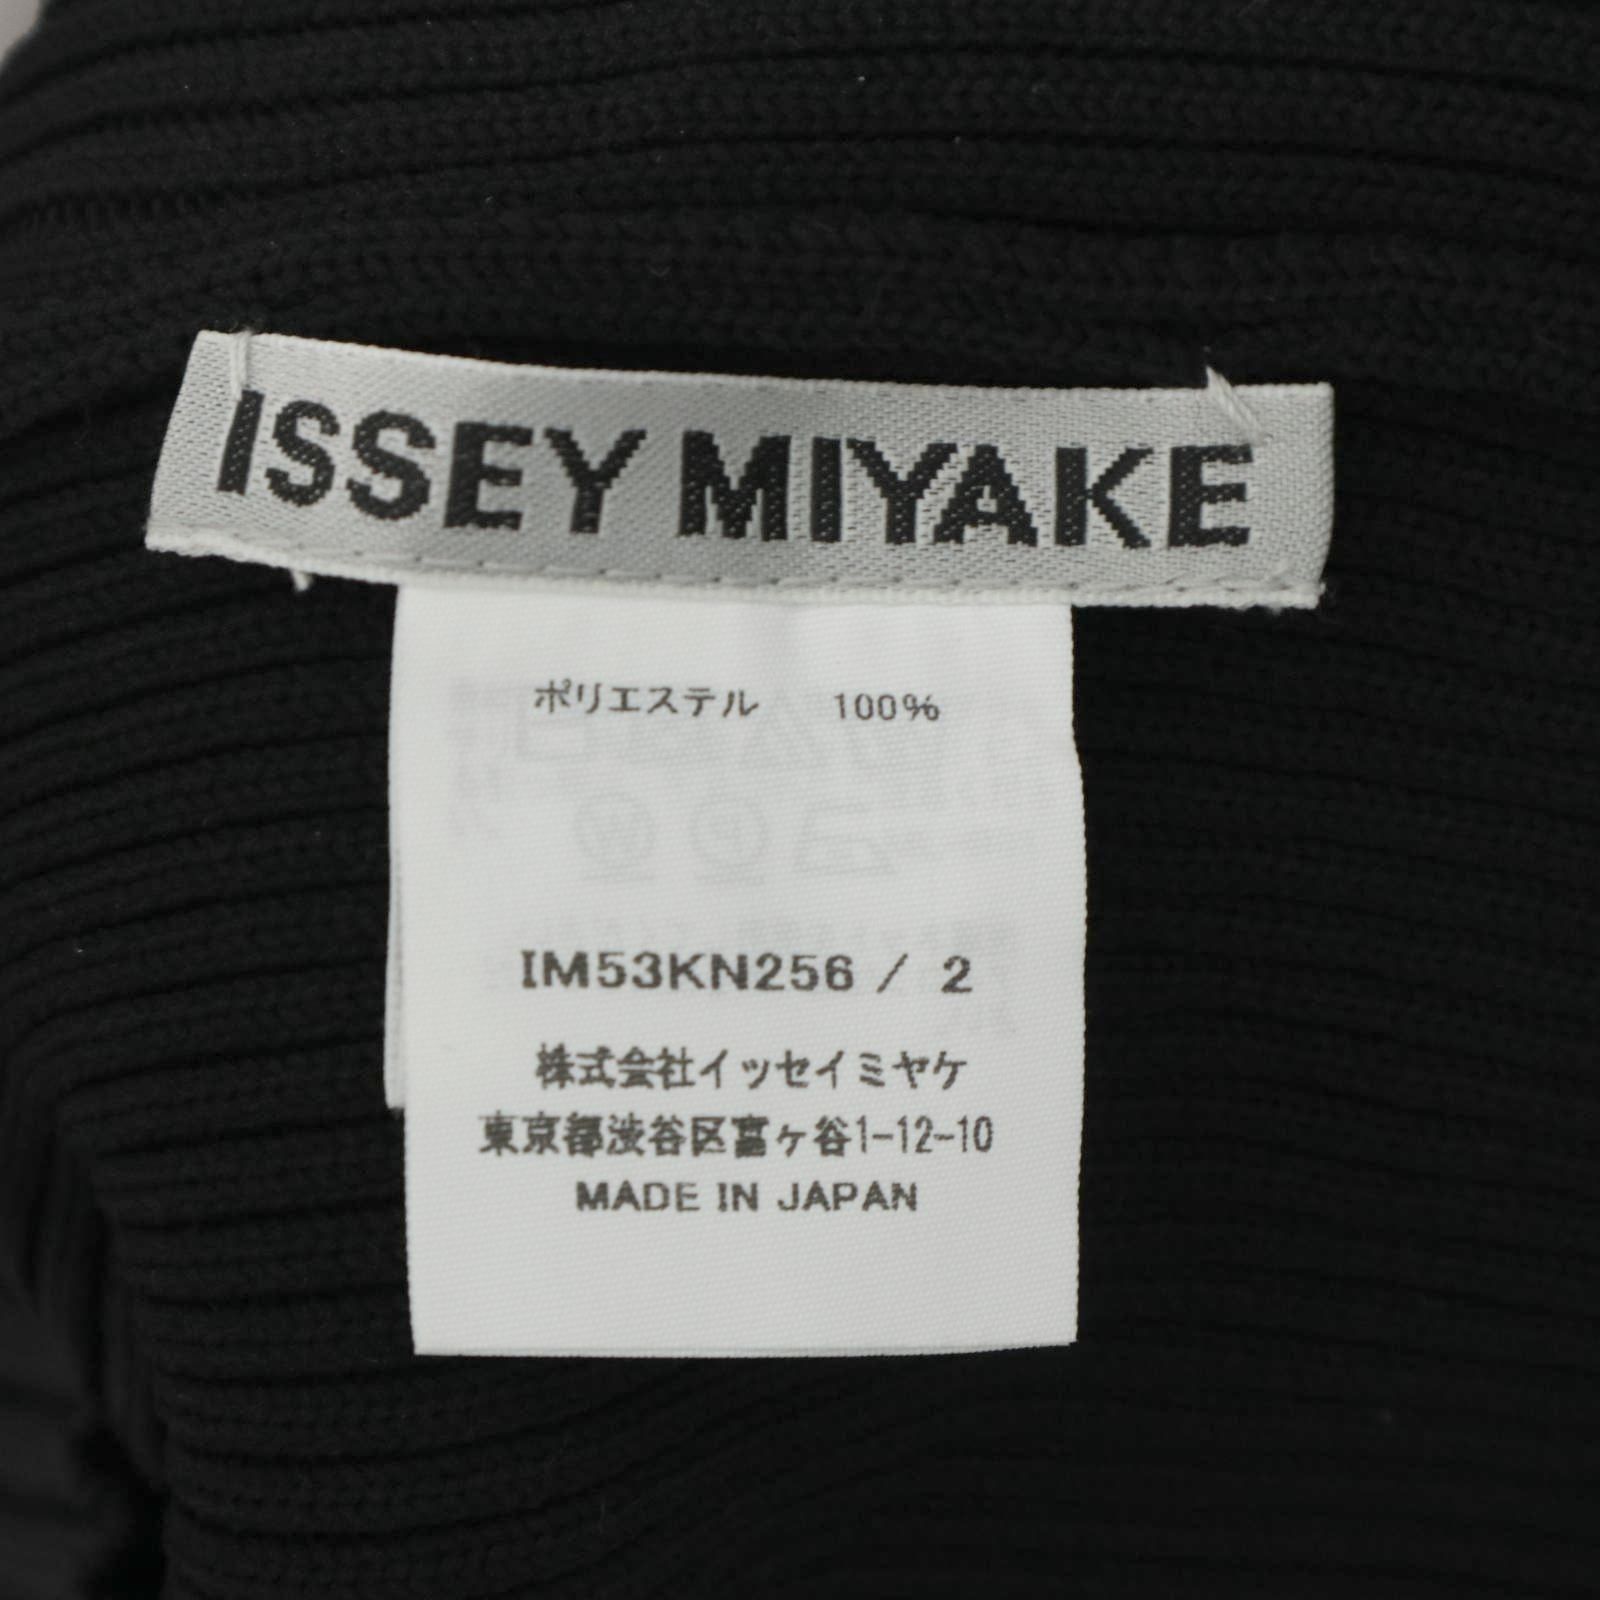 ISSEY MIYAKE
ポリエステル 100%
IM53KN256 / 2
株式会社イッセイミヤケ
東京都渋谷区富ヶ谷1-12-10
MADE IN JAPAN